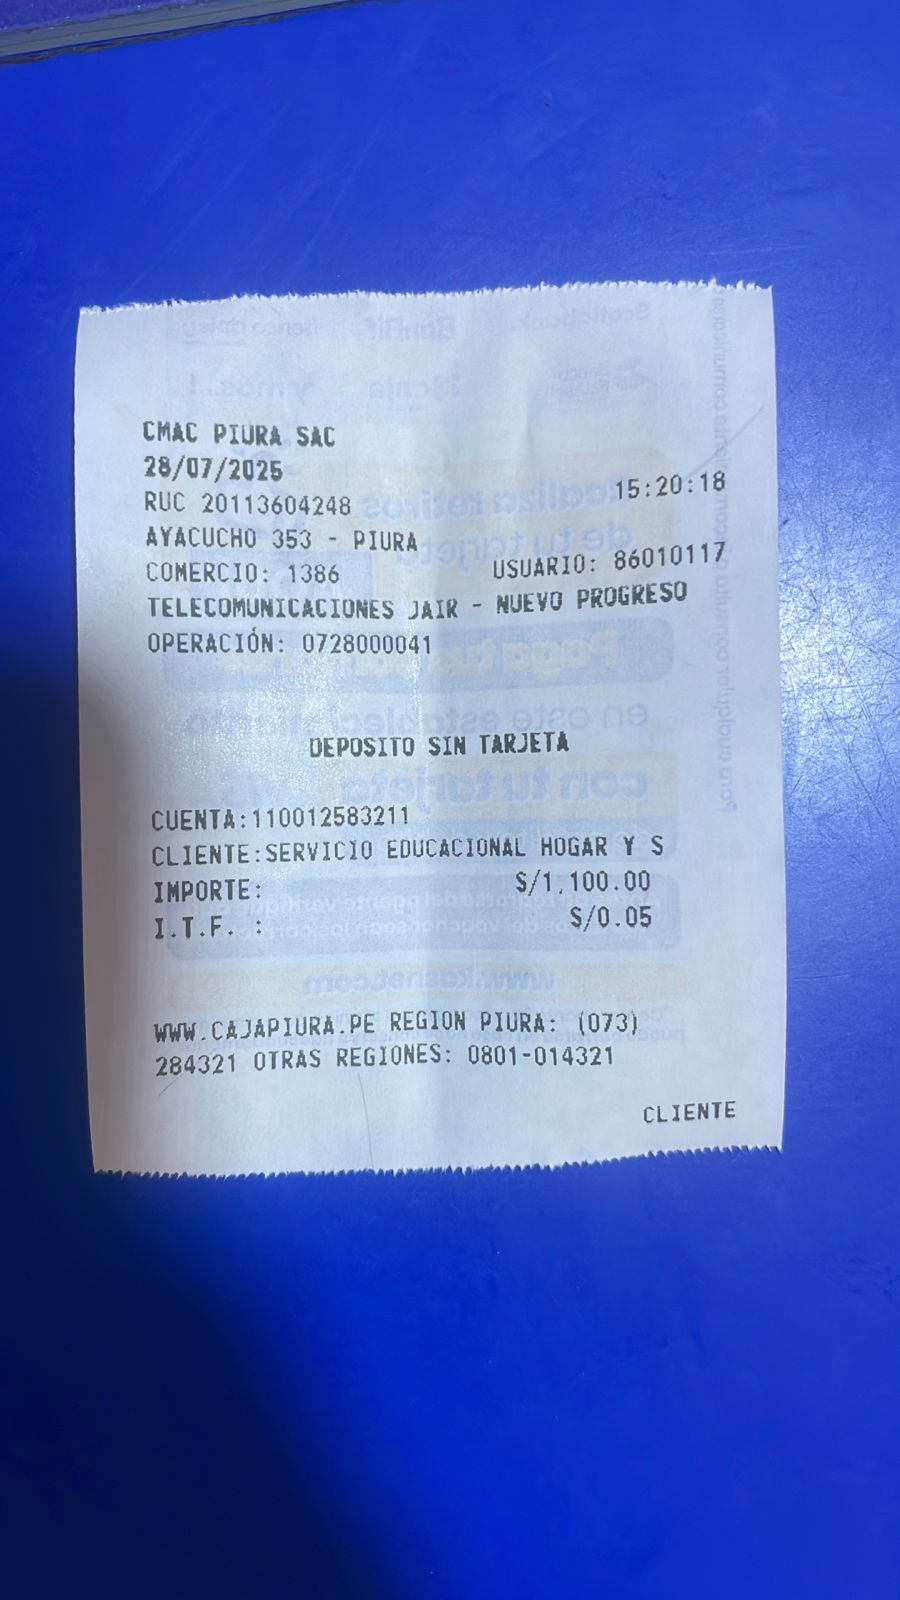 CMAC PIURA SAC
28/07/2025 15:20:18
RUC 20113604248
AYACUCHO 353 - PIURA
COMERCIO: 1386 USUARIO: 86010117
TELECOMUNICACIONES JAIR - NUEVO PROGRESO
OPERACIÓN: 0728000041
DEPOSITO SIN TARJETA
CUENTA:110012583211
CLIENTE:SERVICIO EDUCACIONAL HOGAR Y S
IMPORTE: S/1,100.00
I.T.F. : S/0.05
WWW.CAJAPIURA.PE REGION PIURA: (073)
284321 OTRAS REGIONES: 0801-014321
CLIENTE